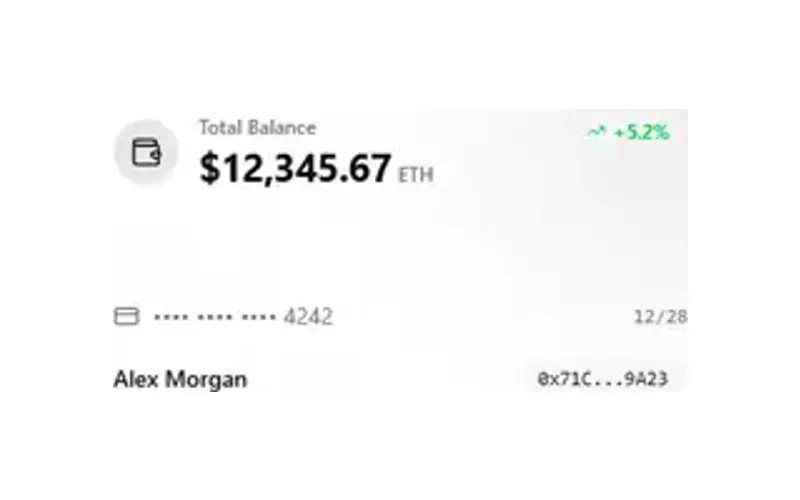 Total Balance
+5.2%
$12,345.67 ETH
•••• •••• •••• 4242
12/28
Alex Morgan
0x71C...9A23